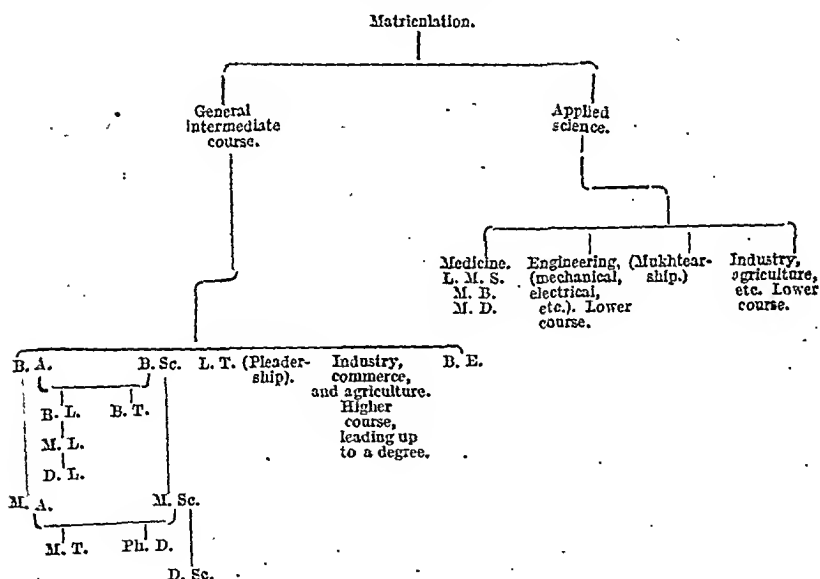 Matriculation.
General
intermediate
course.
Applied
science.
Medicine.
L. M. S.
M. B.
M. D.
Engineering,
(mechanical,
electrical,
etc.). Lower
course.
(Mukhtear-
ship.)
Industry,
agriculture,
etc. Lower
course.
B. A.
B. Sc.
L. T.
(Pleader-
ship).
Industry,
commerce,
and agriculture.
Higher
course,
leading up
to a degree.
B. E.
B. L.
B. T.
M. L.
D. L.
M. A.
M. Sc.
M. T.
Ph. D.
D. Sc.